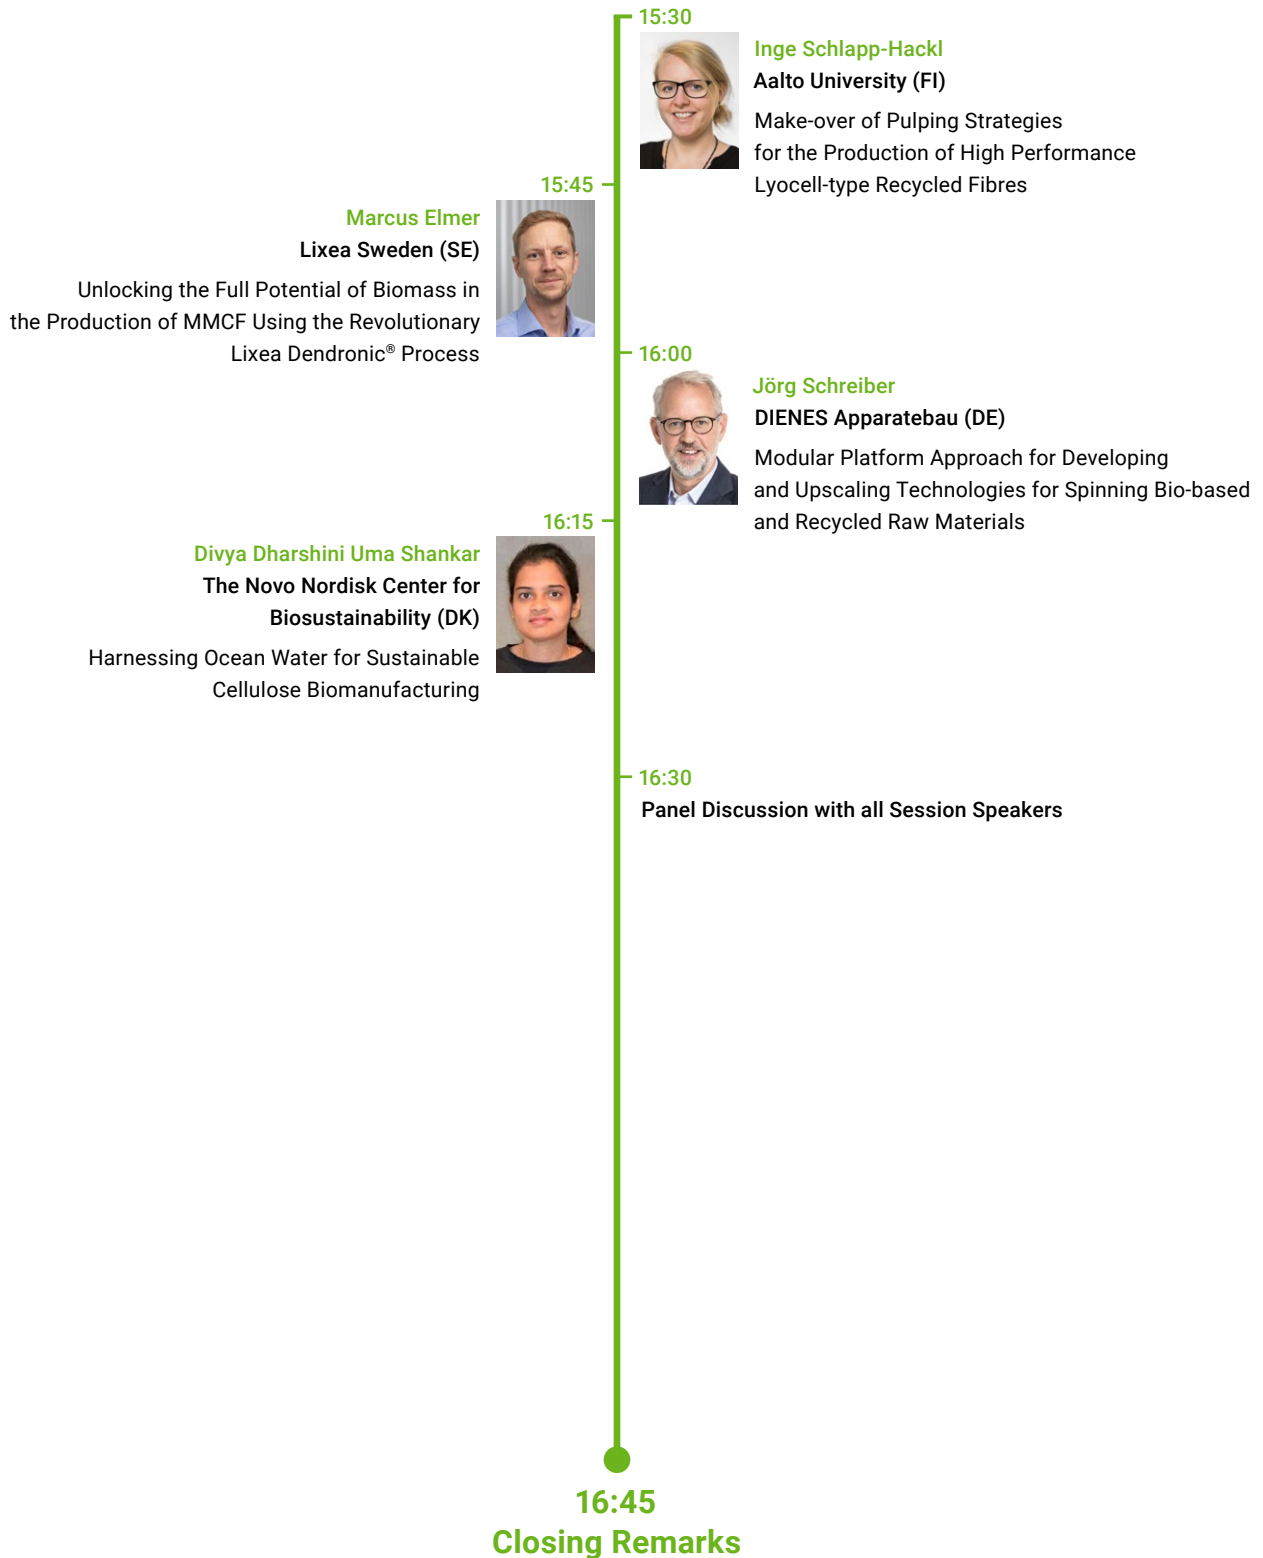 15:30
Inge Schlapp-Hackl
Aalto University (FI)
Make-over of Pulping Strategies
for the Production of High Performance
Lyocell-type Recycled Fibres
15:45
Marcus Elmer
Lixea Sweden (SE)
Unlocking the Full Potential of Biomass in
the Production of MMCF Using the Revolutionary
Lixea Dendronic® Process
16:00
Jörg Schreiber
DIENES Apparatebau (DE)
Modular Platform Approach for Developing
and Upscaling Technologies for Spinning Bio-based
and Recycled Raw Materials
16:15
Divya Dharshini Uma Shankar
The Novo Nordisk Center for
Biosustainability (DK)
Harnessing Ocean Water for Sustainable
Cellulose Biomanufacturing
16:30
Panel Discussion with all Session Speakers
16:45
Closing Remarks